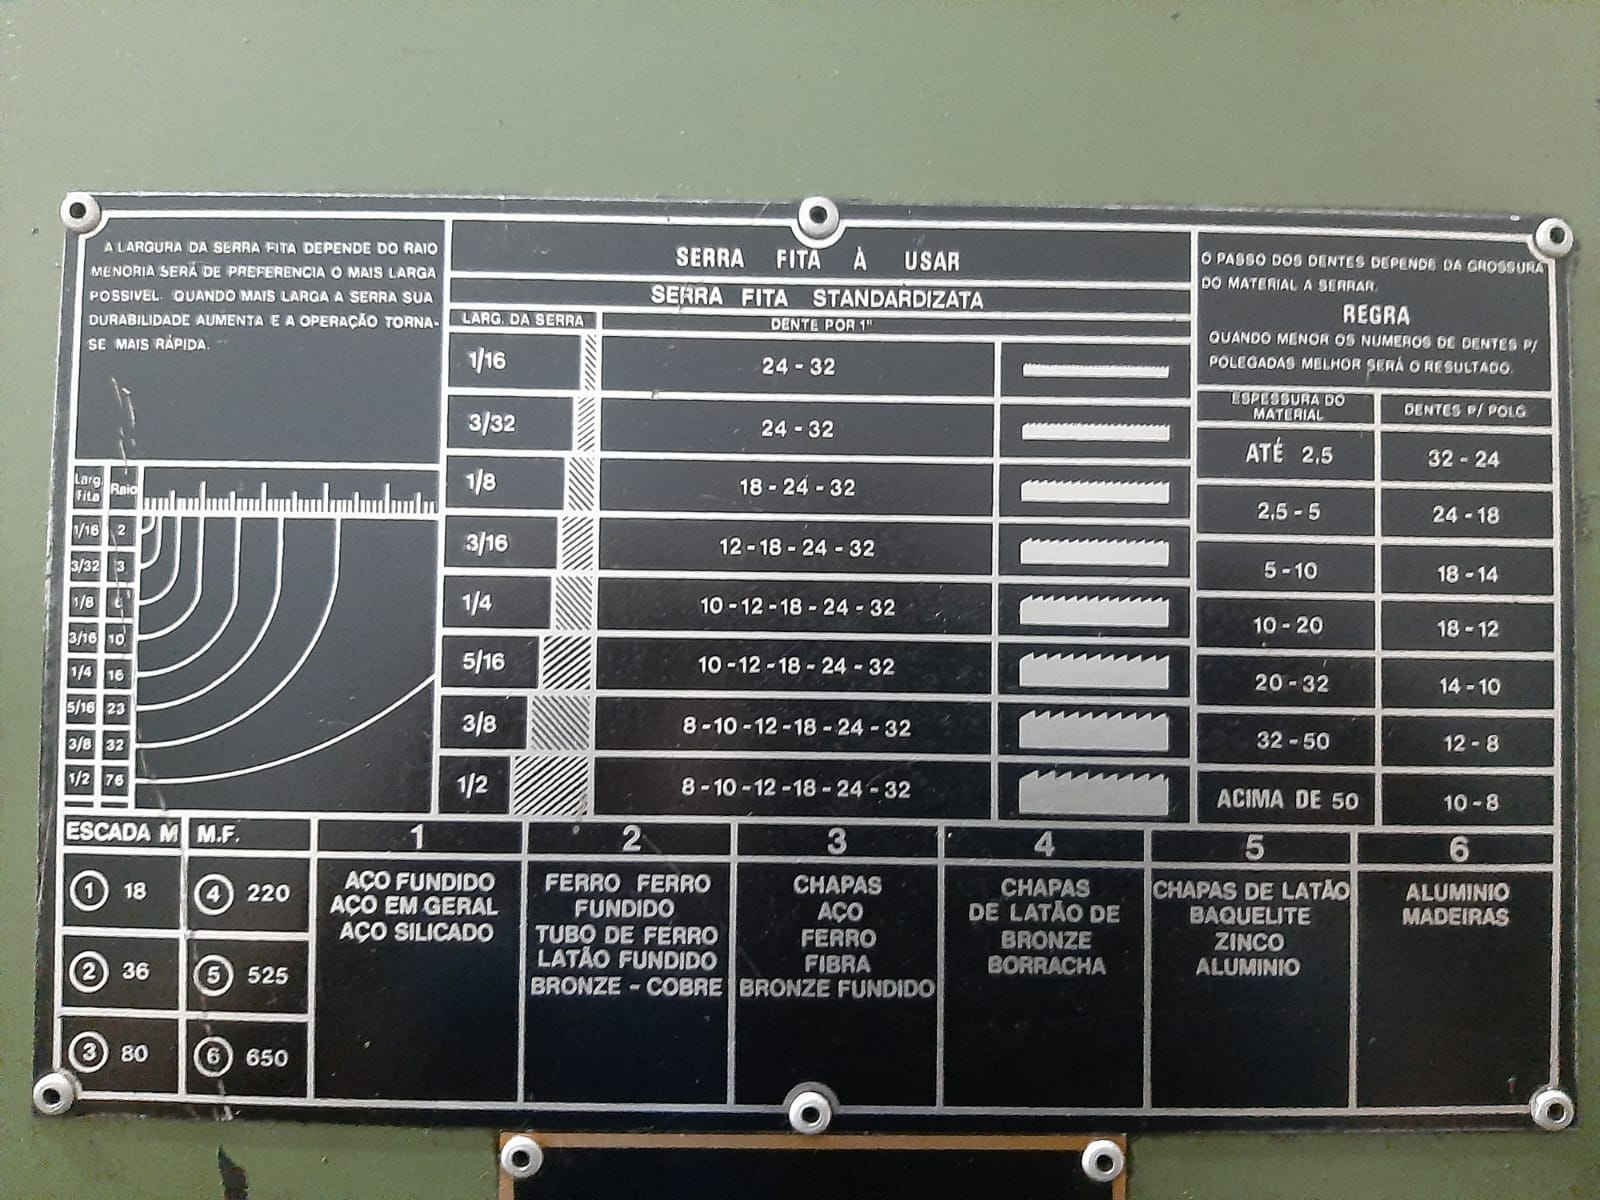 A LARGURA DA SERRA FITA DEPENDE DO RAIO
MENORIA SERÁ DE PREFERENCIA O MAIS LARGA
POSSIVEL. QUANDO MAIS LARGA A SERRA SUA
DURABILIDADE AUMENTA E A OPERAÇÃO TORNA-
SE MAIS RÁPIDA.
Larg. Fita Raio
1/16 2
3/32 3
1/8
3/16 10
1/4 16
5/16 23
3/8 32
1/2 76
SERRA FITA À USAR
SERRA FITA STANDARDIZATA
LARG. DA SERRA DENTE POR 1"
1/16 24 - 32
3/32 24 - 32
1/8 18 - 24 - 32
3/16 12 - 18 - 24 - 32
1/4 10 - 12 - 18 - 24 - 32
5/16 10 - 12 - 18 - 24 - 32
3/8 8 - 10 - 12 - 18 - 24 - 32
1/2 8 - 10 - 12 - 18 - 24 - 32
O PASSO DOS DENTES DEPENDE DA GROSSURA
DO MATERIAL A SERRAR.
REGRA
QUANDO MENOR OS NUMEROS DE DENTES P/
POLEGADAS MELHOR SERÁ O RESULTADO
ESPESSURA DO
MATERIAL
DENTES P/ POLG.
ATÉ 2,5 32 - 24
2,5 - 5 24 - 18
5 - 10 18 - 14
10 - 20 18 - 12
20 - 32 14 - 10
32 - 50 12 - 8
ACIMA DE 50 10 - 8
ESCADA M M.F.
1 18 4 220
2 36 5 525
3 80 6 650
1
AÇO FUNDIDO
AÇO EM GERAL
AÇO SILICADO
2
FERRO FERRO
FUNDIDO
TUBO DE FERRO
LATÃO FUNDIDO
BRONZE - COBRE
3
CHAPAS
AÇO
FERRO
FIBRA
BRONZE FUNDIDO
4
CHAPAS
DE LATÃO DE
BRONZE
BORRACHA
5
CHAPAS DE LATÃO
BAQUELITE
ZINCO
ALUMINIO
6
ALUMINIO
MADEIRAS